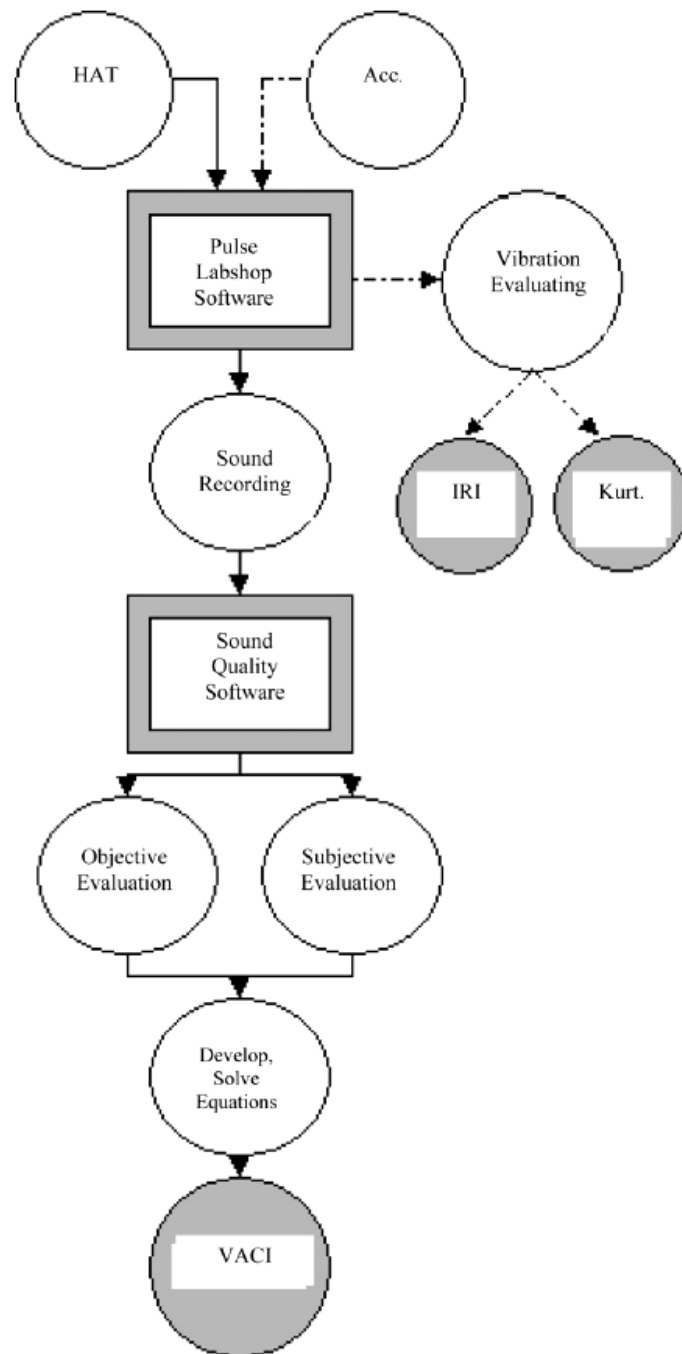 HAT
Acc.
Pulse
Labshop
Software
Vibration
Evaluating
Sound
Recording
IRI
Kurt.
Sound
Quality
Software
Objective
Evaluation
Subjective
Evaluation
Develop,
Solve
Equations
VACI